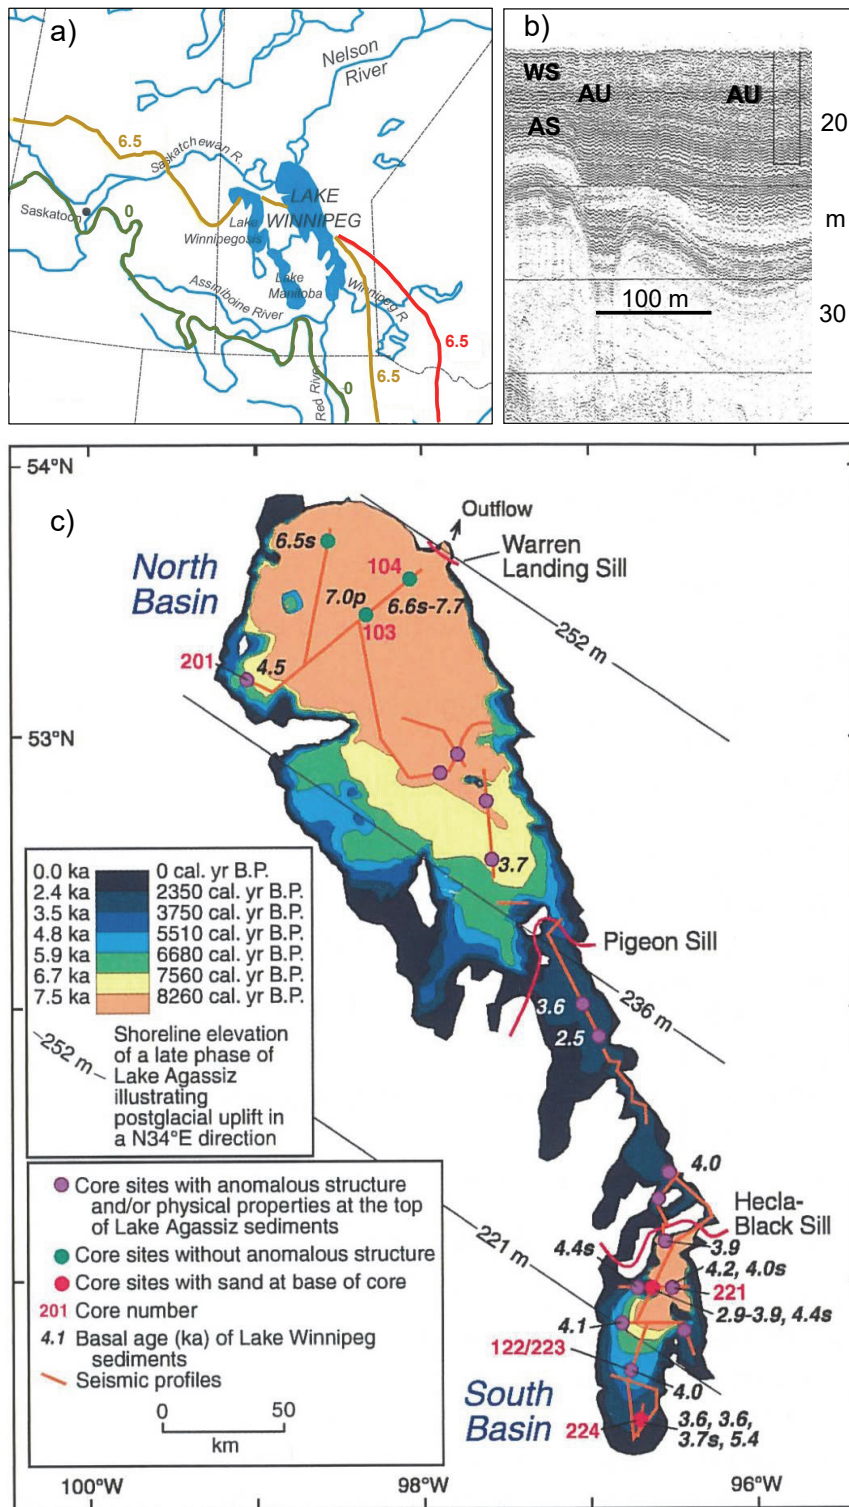 a)
Nelson
River
6.5
Saskatchewan R.
LAKE
WINNIPEG
Saskatoon
0
Lake
Winnipegosis
Lake
Manitoba
Winnipeg R
Assiniboine River
6.5
6.5
0
Red River
b)
WS
AU
AU
AS
20
m
100 m
30
c)
54°N
Outflow
Warren
Landing Sill
6.5s
North
Basin
104
7.0p
6.6s-7.7
103
252 m
201
4.5
53°N
3.7
0.0 ka 0 cal. yr B.P.
2.4 ka 2350 cal. yr B.P.
3.5 ka 3750 cal. yr B.P.
4.8 ka 5510 cal. yr B.P.
5.9 ka 6680 cal. yr B.P.
6.7 ka 7560 cal. yr B.P.
7.5 ka 8260 cal. yr B.P.
252 m
Shoreline elevation
of a late phase of
Lake Agassiz
illustrating
postglacial uplift in
a N34°E direction
Pigeon Sill
3.6
236 m
2.5
4.0
Hecla-
Black Sill
221 m
4.4s
3.9
4.2, 4.0s
221
2.9-3.9, 4.4s
4.1
122/223
4.0
South
Basin
224
3.6, 3.6,
3.7s, 5.4
Core sites with anomalous structure
and/or physical properties at the top
of Lake Agassiz sediments
Core sites without anomalous structure
Core sites with sand at base of core
201 Core number
4.1 Basal age (ka) of Lake Winnipeg
sediments
Seismic profiles
0 50
km
100°W 98°W 96°W